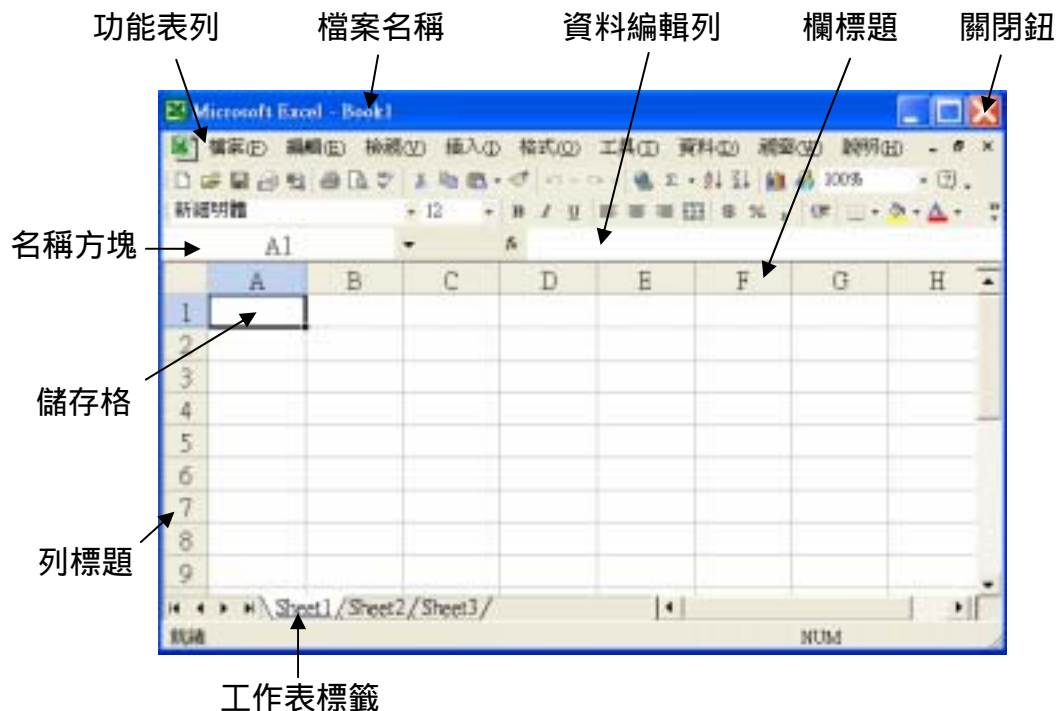 功能表列 檔案名稱 資料編輯列 欄標題 關閉鈕
Microsoft Excel - Book1
檔案(F) 編輯(E) 檢視(V) 插入(I) 格式(O) 工具(T) 資料(D) 視窗(W) 說明(H)
100%
新細明體 12 B I U $ % ,
名稱方塊 A1 fx
A B C D E F G H
1
2
3
儲存格
4
5
6
7
8
列標題
9
Sheet1 / Sheet2 / Sheet3 /
就緒 NUM
工作表標籤